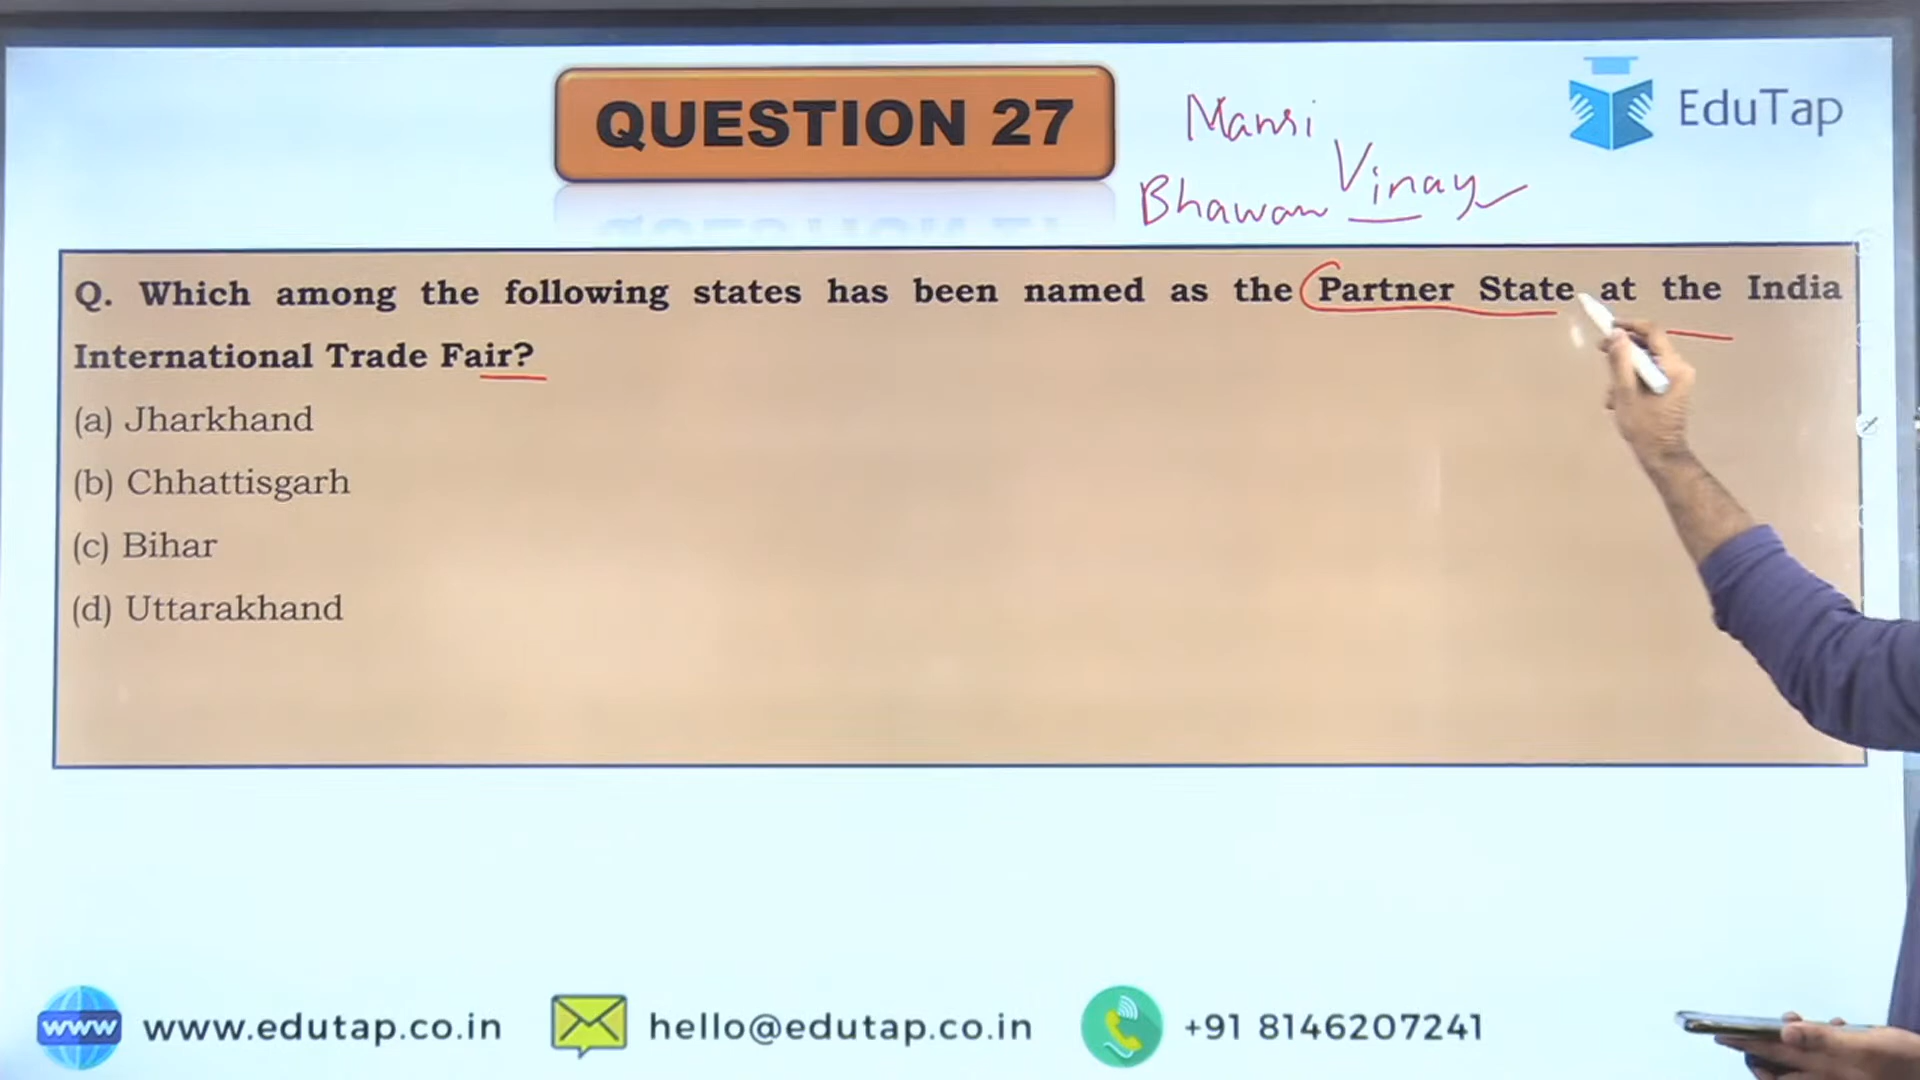 QUESTION 27
Mansi
Vinay
Bhawan
EduTap
Q. Which among the following states has been named as the Partner State at the India
International Trade Fair?
(a) Jharkhand
(b) Chhattisgarh
(c) Bihar
(d) Uttarakhand
www
www.edutap.co.in
hello@edutap.co.in
+91 8146207241